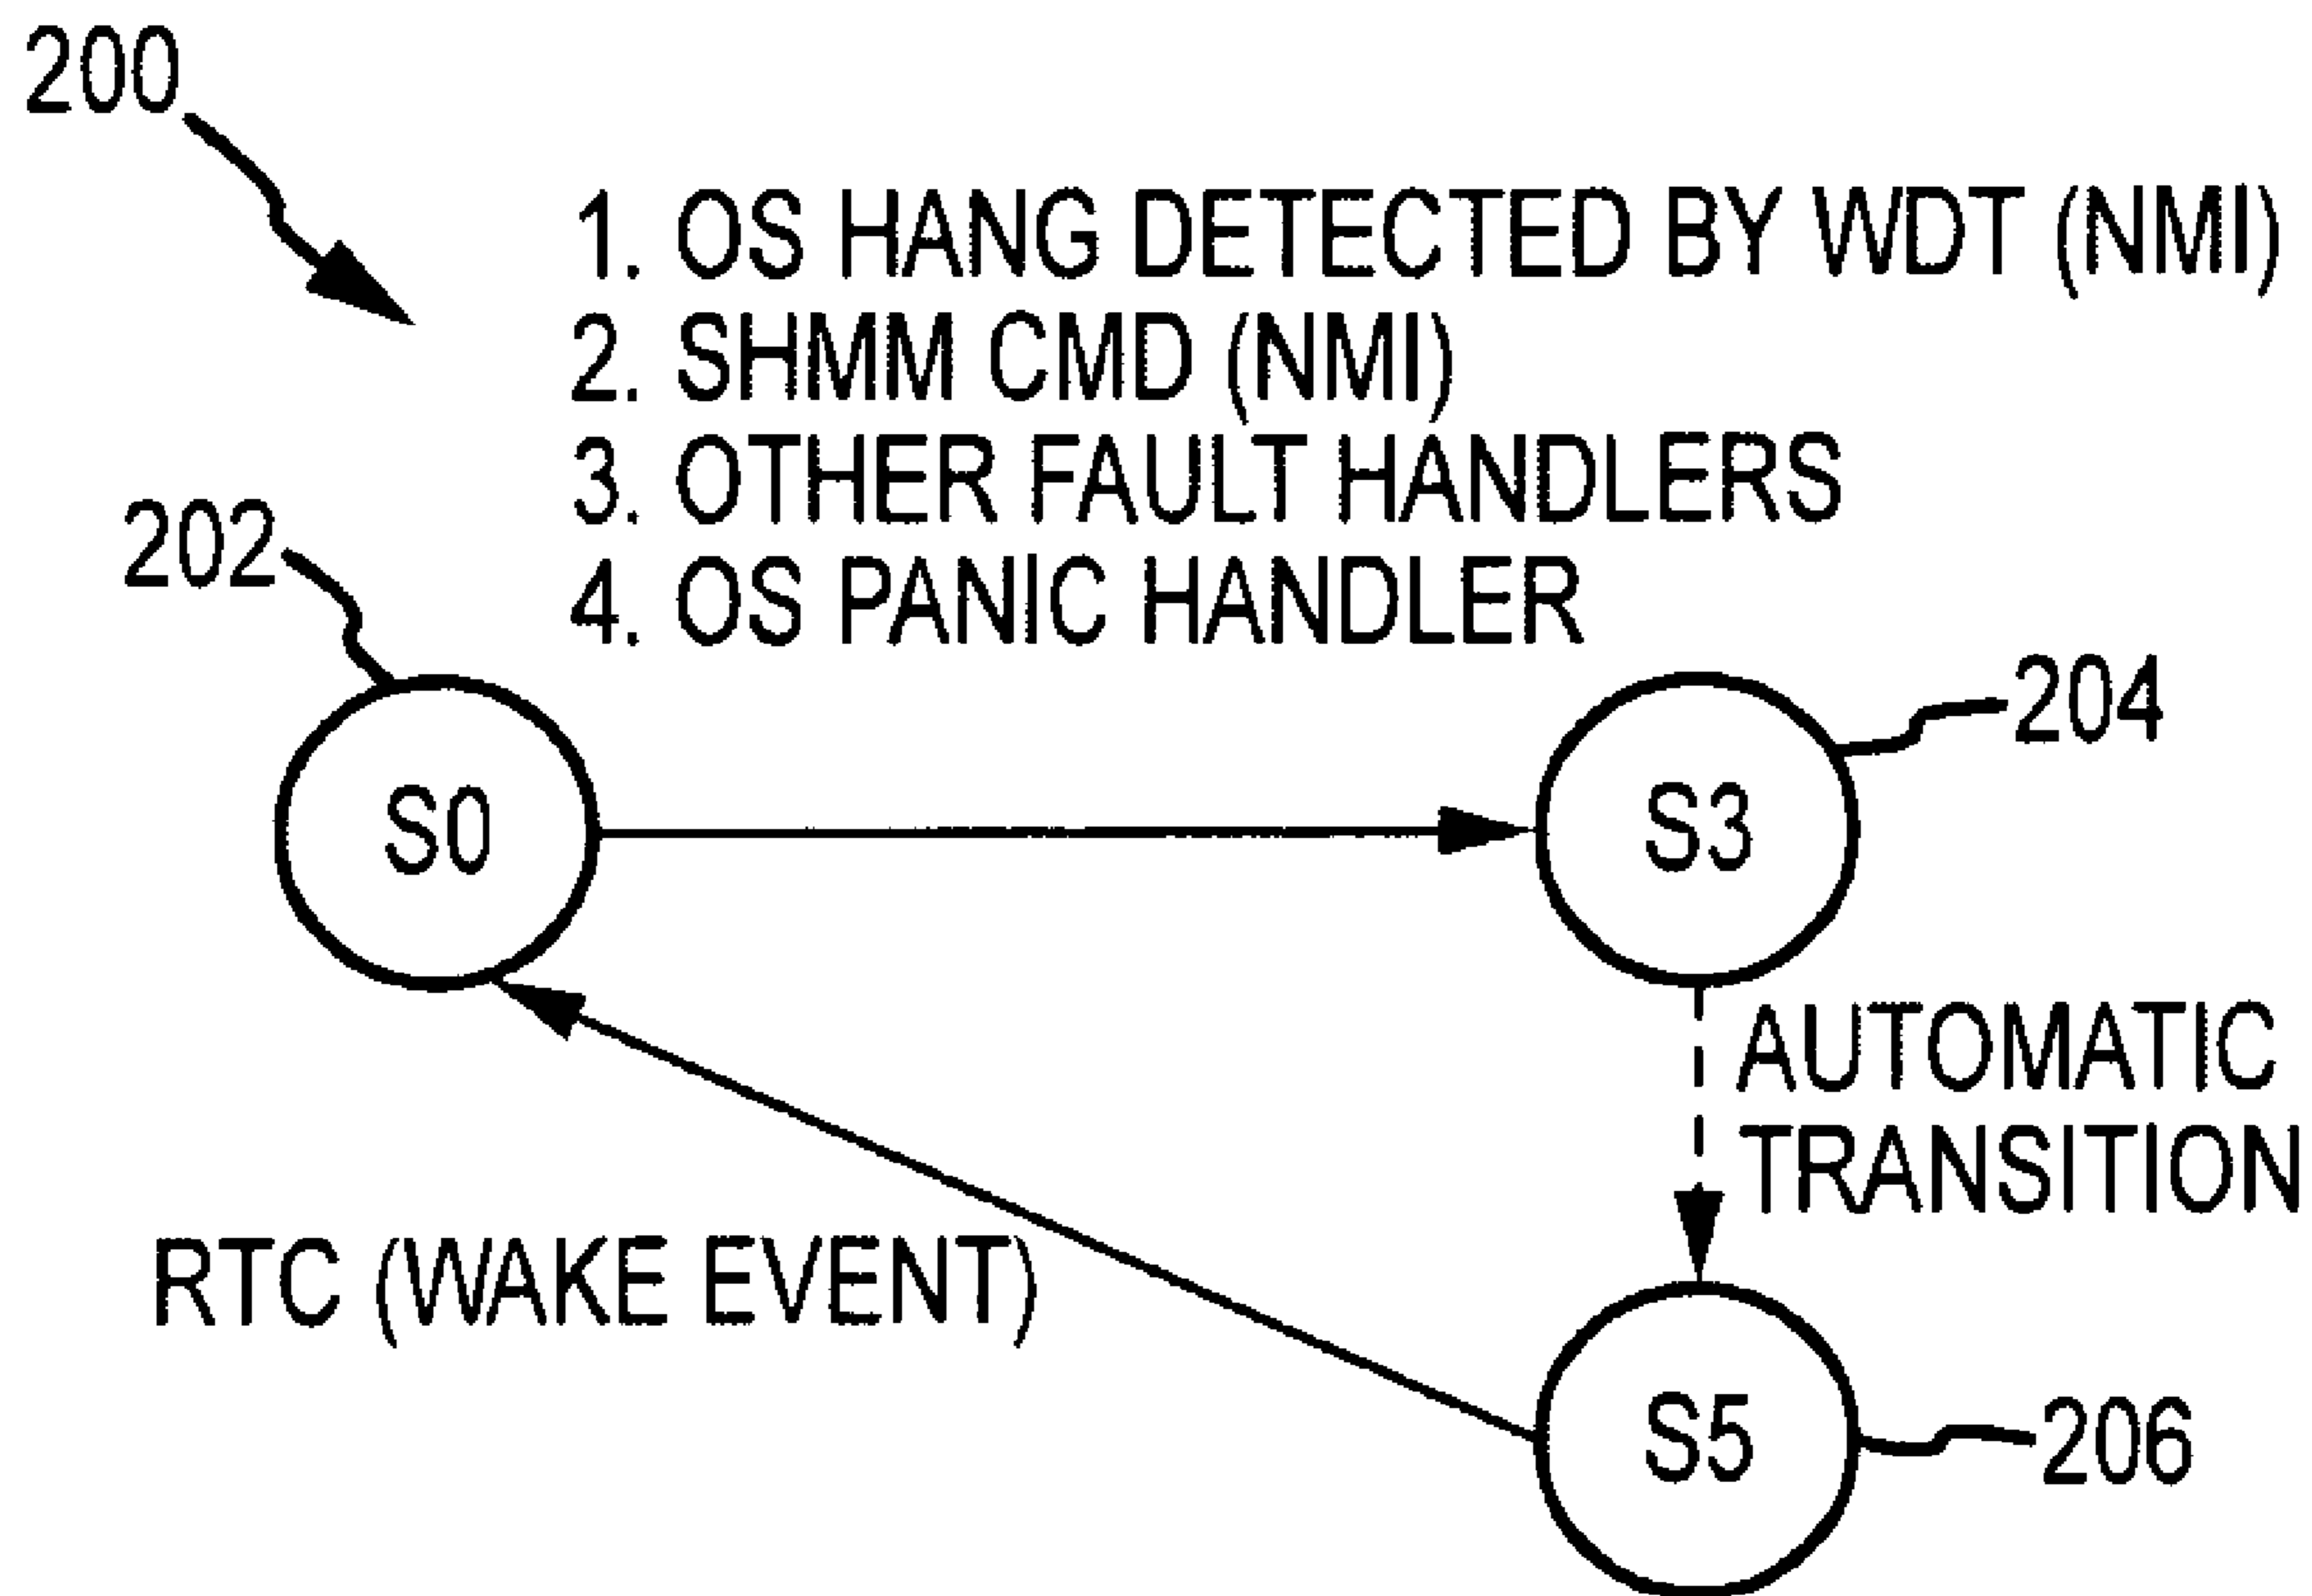 200
1. OS HANG DETECTED BY WDT (NMI)
2. SHMM CMD (NMI)
3. OTHER FAULT HANDLERS
4. OS PANIC HANDLER
202
204
S0
S3
AUTOMATIC
TRANSITION
RTC (WAKE EVENT)
S5
206